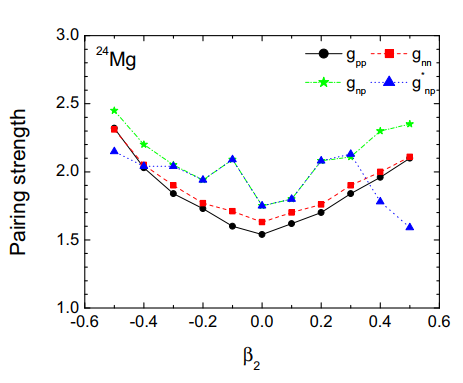 3.0
²⁴Mg
g_pp g_nn
g_np g*_np
2.5
2.0
1.5
1.0
Pairing strength
-0.6 -0.4 -0.2 0.0 0.2 0.4 0.6
β₂